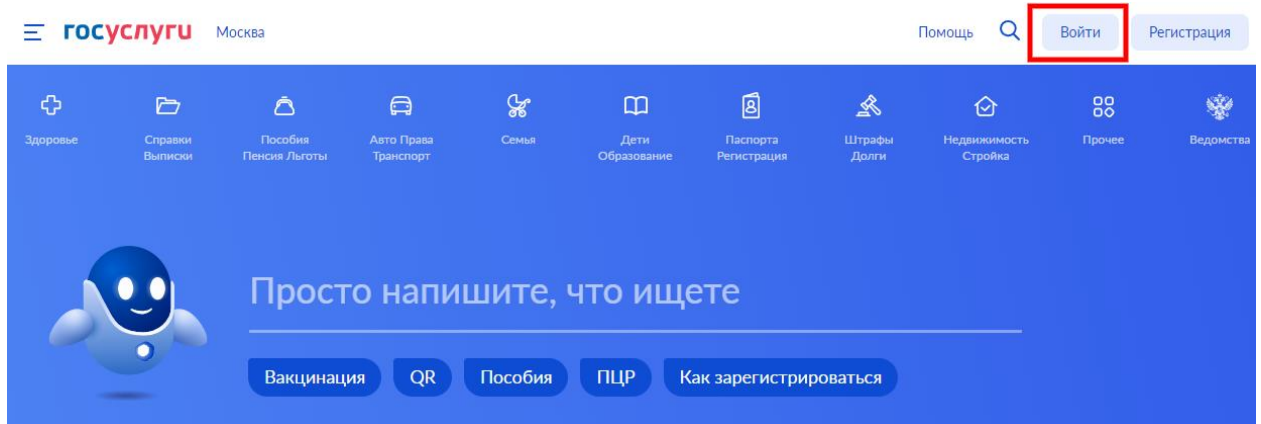 госуслуги Москва Помощь Войти Регистрация
Здоровье Справки Выписки Пособия Пенсия Льготы Авто Права Транспорт Семья Дети Образование Паспорта Регистрация Штрафы Долги Недвижимость Стройка Прочее Ведомства
Просто напишите, что ищете
Вакцинация QR Пособия ПЦР Как зарегистрироваться